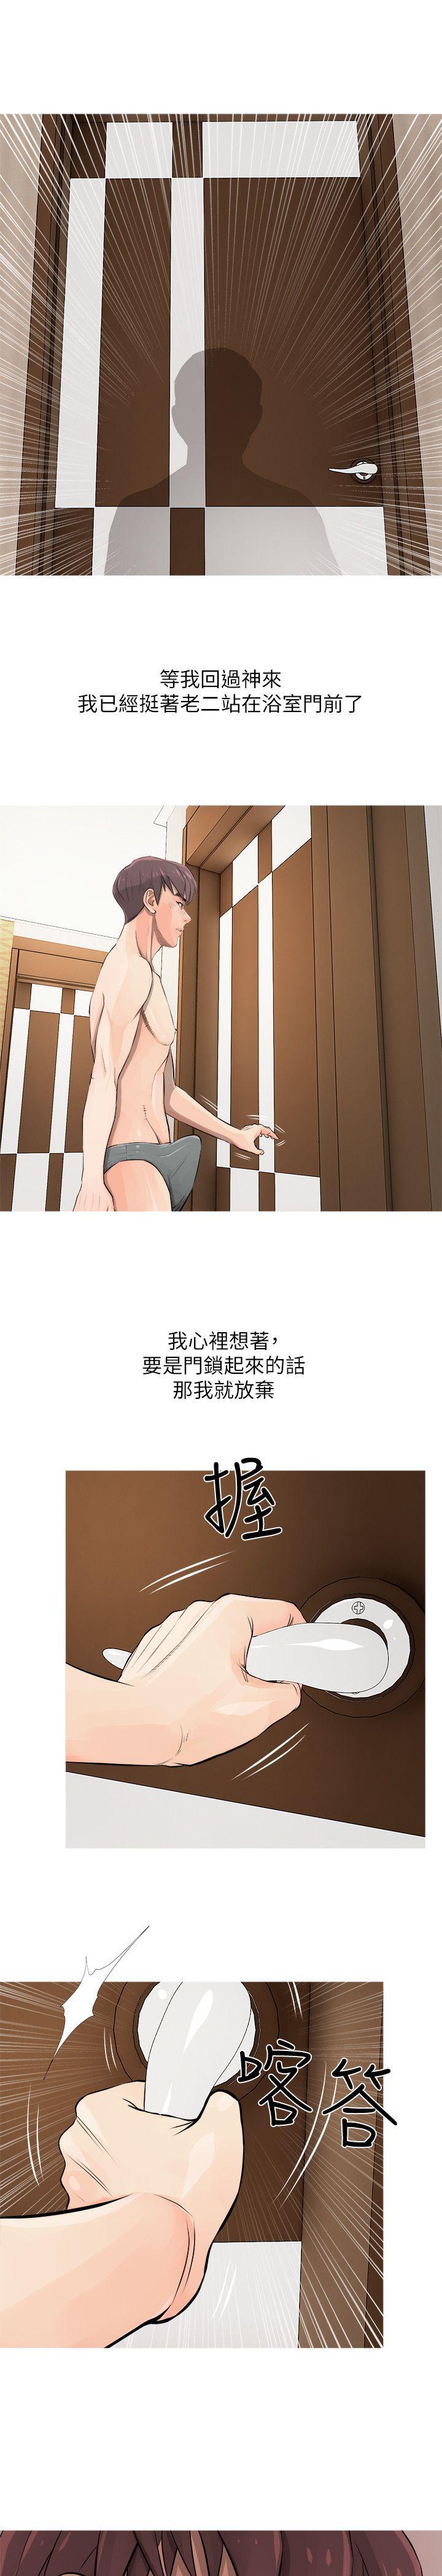 等我回過神來
我已經挺著老二站在浴室門前了
我心裡想著,
要是門鎖起來的話
那我就放棄
握
喀答